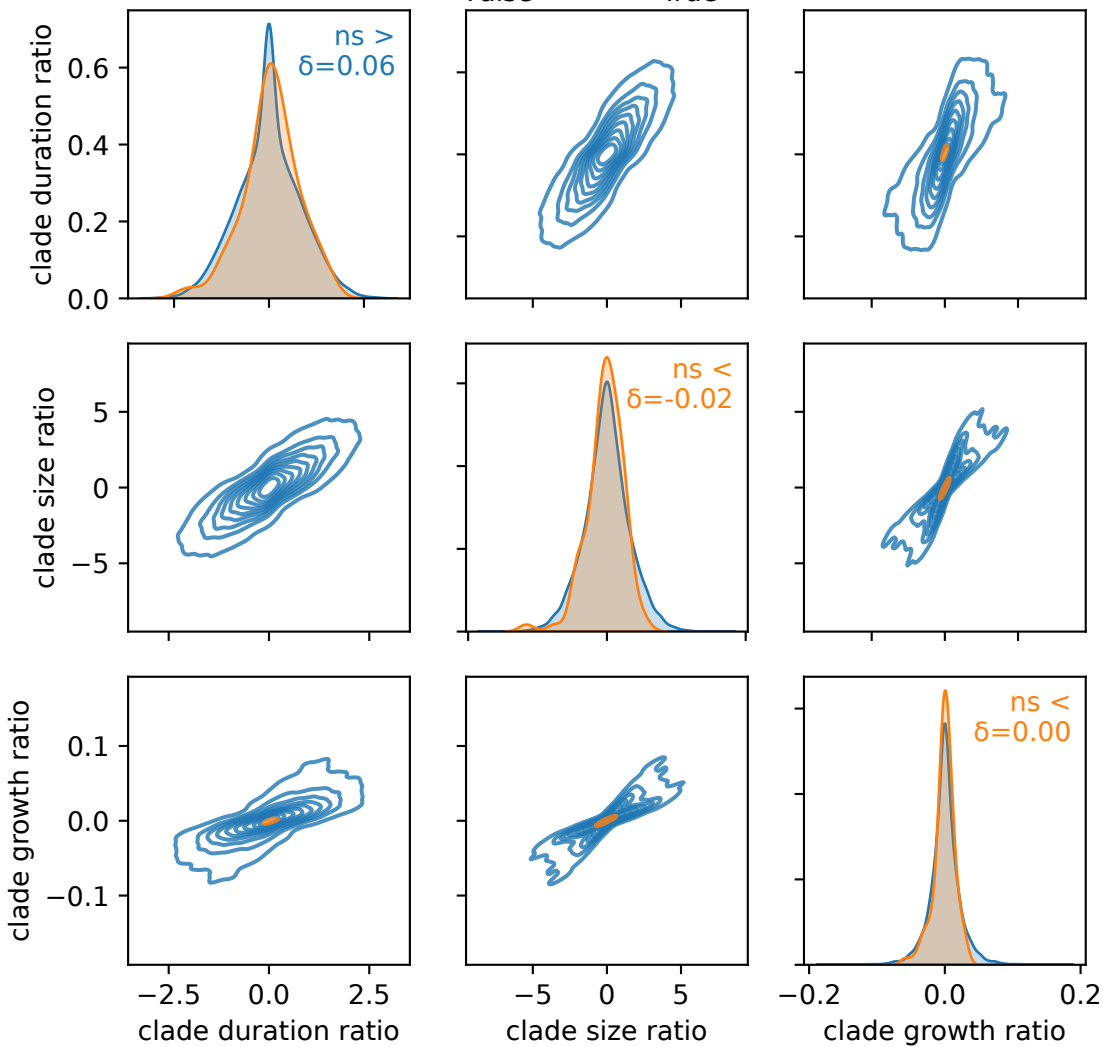 clade duration ratio
0.6
0.4
0.2
0.0
ns >
δ=0.06
clade size ratio
5
0
−5
ns <
δ=-0.02
clade growth ratio
0.1
0.0
−0.1
ns <
δ=0.00
−2.5 0.0 2.5
−5 0 5
−0.2 0.0 0.2
clade duration ratio
clade size ratio
clade growth ratio